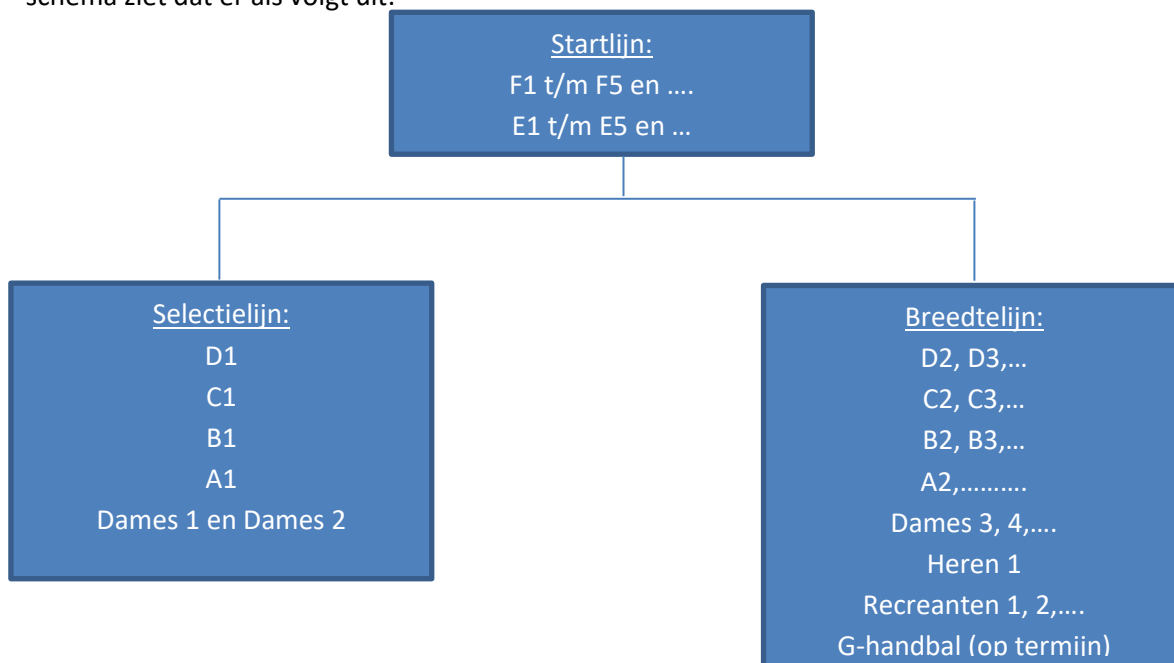 schema ziet dat er als volgt uit:
Startlijn:
F1 t/m F5 en ….
E1 t/m E5 en …
Selectielijn:
D1
C1
B1
A1
Dames 1 en Dames 2
Breedtelijn:
D2, D3,…
C2, C3,…
B2, B3,…
A2,……….
Dames 3, 4,….
Heren 1
Recreanten 1, 2,….
G-handbal (op termijn)